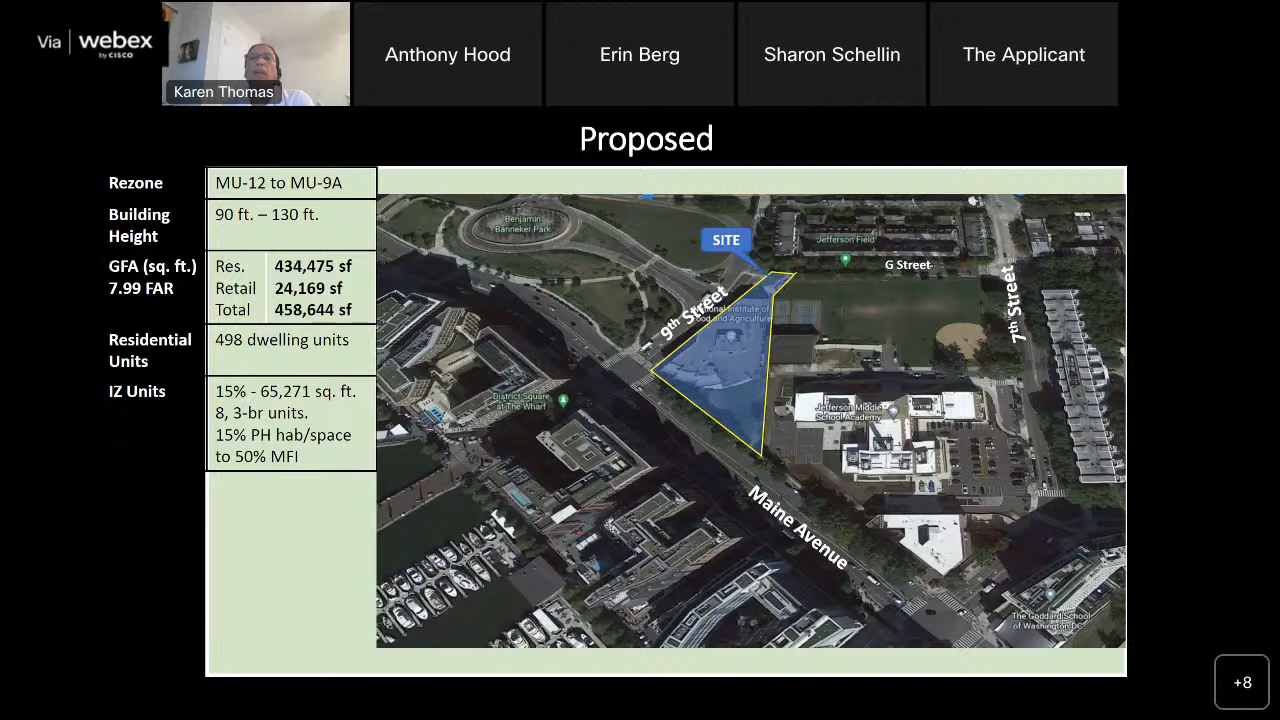 Via | webex
by CISCO
Karen Thomas
Anthony Hood
Erin Berg
Sharon Schellin
The Applicant
Proposed
Rezone
MU-12 to MU-9A
Building
Height
90 ft. – 130 ft.
GFA (sq. ft.)
7.99 FAR
Res. 434,475 sf
Retail 24,169 sf
Total 458,644 sf
Residential
Units
498 dwelling units
IZ Units
15% - 65,271 sq. ft.
8, 3-br units.
15% PH hab/space
to 50% MFI
Benjamin
Banneker Park
SITE
Jefferson Field
G Street
7th Street
9th Street
Institute of
Food and Agriculture
District Square
at The Wharf
Jefferson Middle
School Academy
Maine Avenue
The Goddard School
of Washington DC
+8